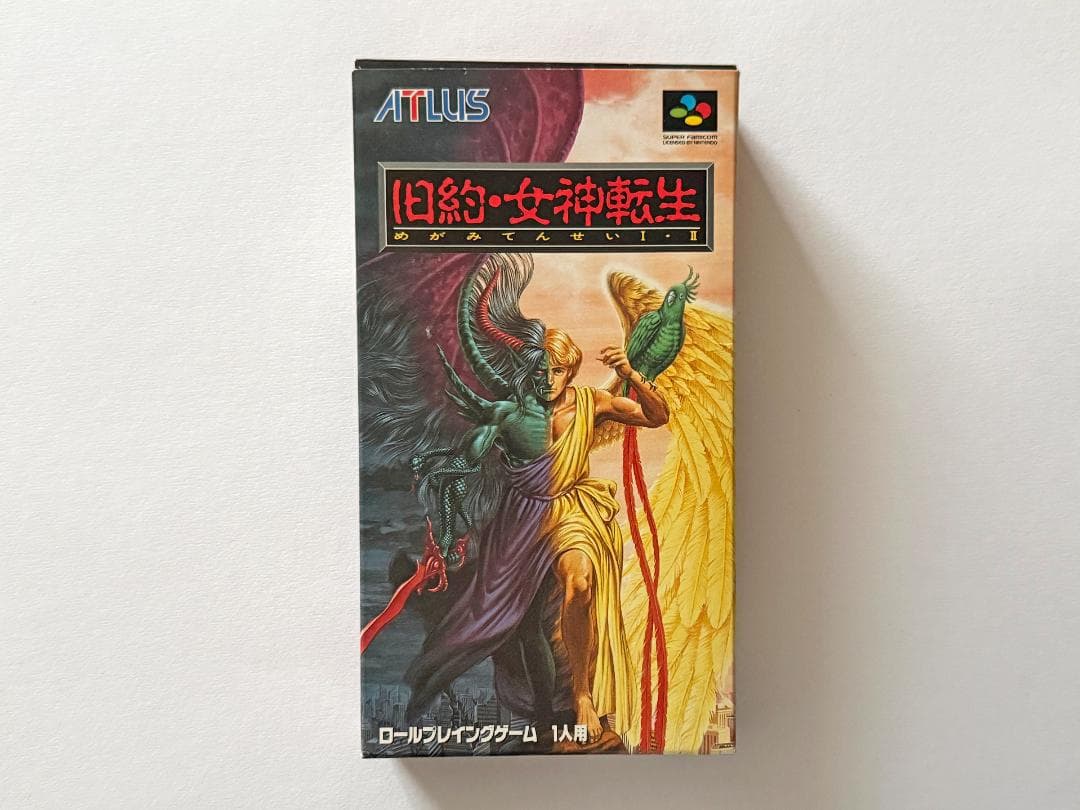 ATLUS
SUPER FAMICOM
LICENSED BY NINTENDO
旧約・女神転生
めがみてんせいI・II
ロールプレイングゲーム 1人用